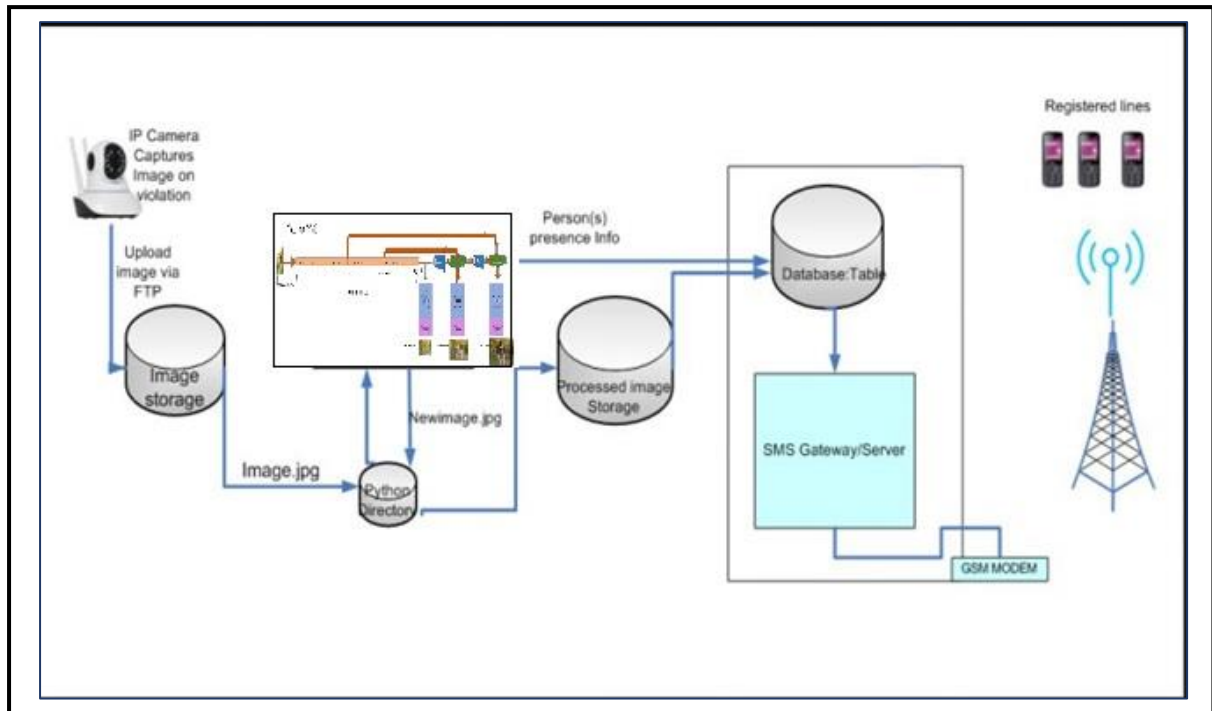 IP Camera
Captures
Image on
violation
Upload
image via
FTP
Image
storage
Image.jpg
Newimage.jpg
Python
Directory
Person(s)
presence Info
Processed image
Storage
Database:Table
SMS Gateway/Server
GSM MODEM
Registered lines